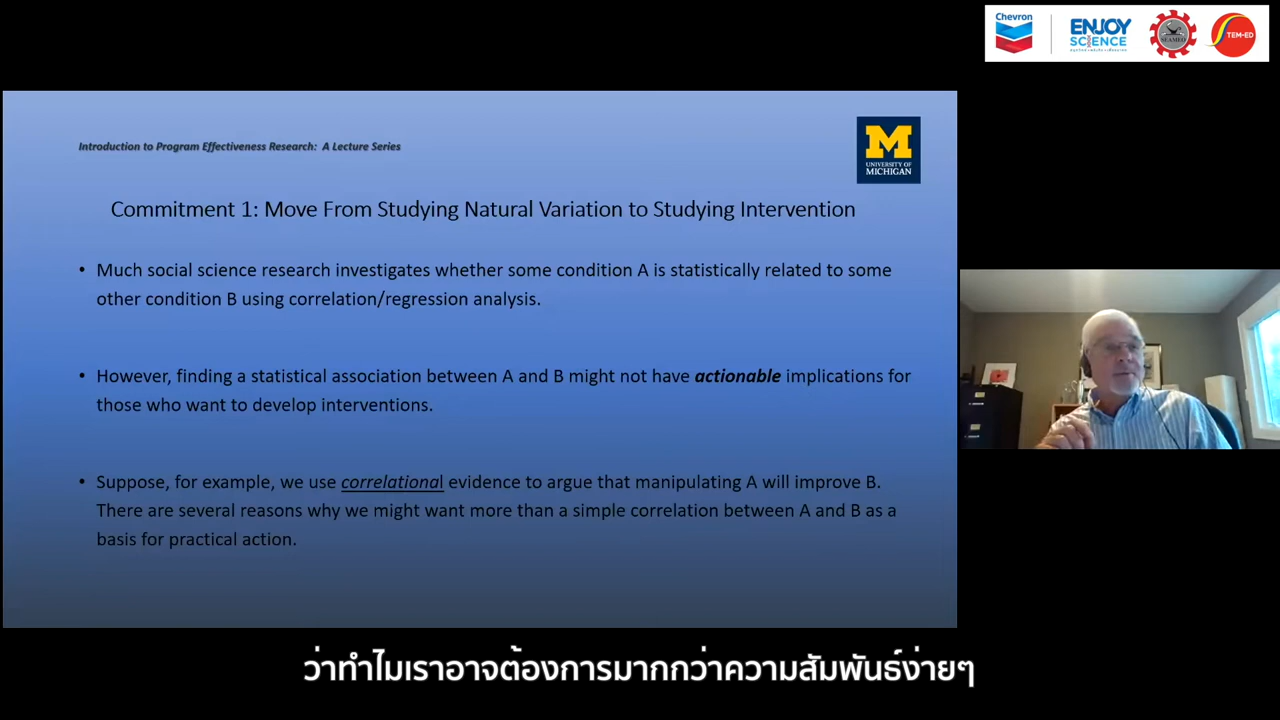 Chevron
ENJOY
SCIENCE
SEAMEO
STEM-ED
Introduction to Program Effectiveness Research: A Lecture Series
M
UNIVERSITY OF
MICHIGAN
Commitment 1: Move From Studying Natural Variation to Studying Intervention
• Much social science research investigates whether some condition A is statistically related to some
other condition B using correlation/regression analysis.
• However, finding a statistical association between A and B might not have actionable implications for
those who want to develop interventions.
• Suppose, for example, we use correlational evidence to argue that manipulating A will improve B.
There are several reasons why we might want more than a simple correlation between A and B as a
basis for practical action.
ว่าทำไมเราอาจต้องการมากกว่าความสัมพันธ์ง่ายๆ